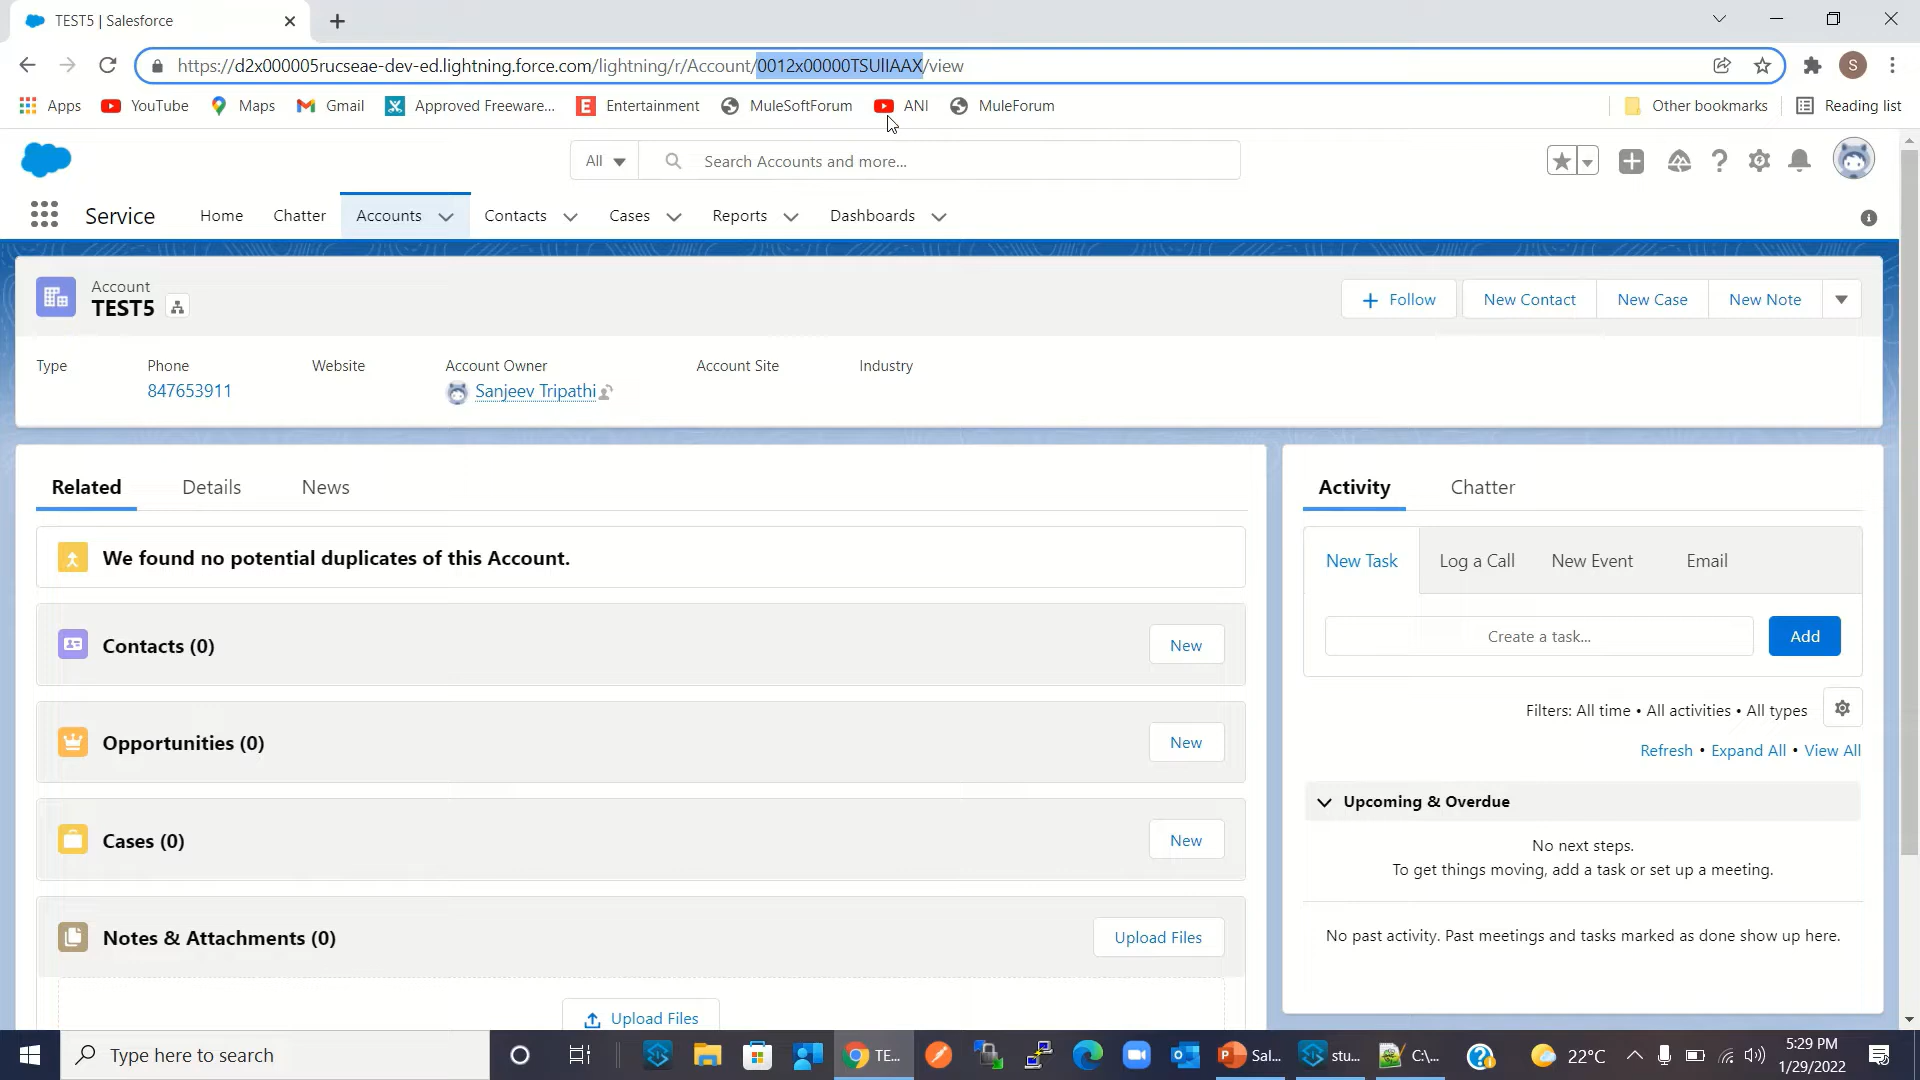 TEST5 | Salesforce
https://d2x000005rucseae-dev-ed.lightning.force.com/lightning/r/Account/0012x00000TSUlIAAX/view
S
Apps YouTube Maps Gmail Approved Freeware... Entertainment MuleSoftForum ANI MuleForum Other bookmarks Reading list
All Search Accounts and more...
Service Home Chatter Accounts Contacts Cases Reports Dashboards
Account
TEST5
Follow New Contact New Case New Note
Type Phone Website Account Owner Account Site Industry
847653911 Sanjeev Tripathi
Related Details News
Activity Chatter
We found no potential duplicates of this Account.
New Task Log a Call New Event Email
Contacts (0) New
Create a task... Add
Filters: All time • All activities • All types
Opportunities (0) New
Refresh • Expand All • View All
Upcoming & Overdue
Cases (0) New
No next steps.
To get things moving, add a task or set up a meeting.
Notes & Attachments (0) Upload Files
No past activity. Past meetings and tasks marked as done show up here.
Upload Files
Type here to search TE... Sal... stu... C:\... 22°C
5:29 PM
1/29/2022